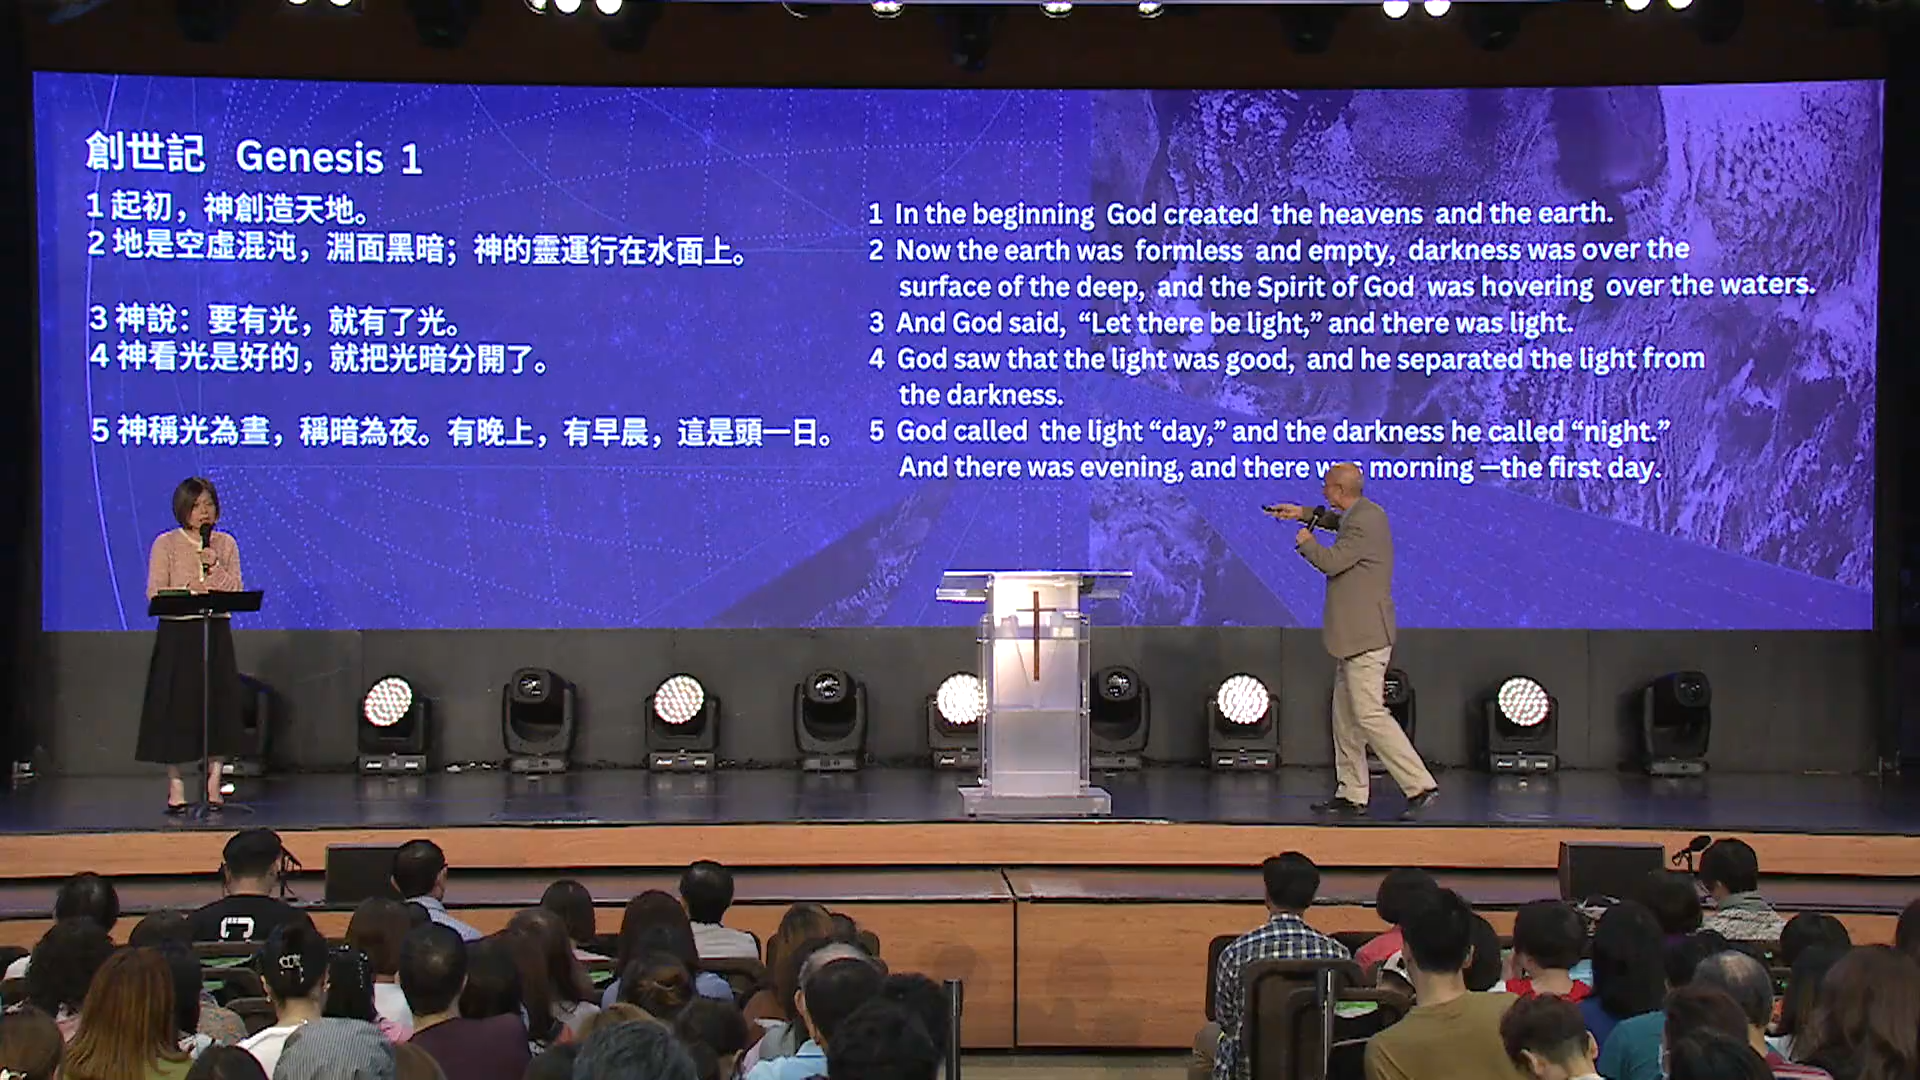 創世記 Genesis 1
1 起初，神創造天地。
2 地是空虛混沌，淵面黑暗；神的靈運行在水面上。
3 神說：要有光，就有了光。
4 神看光是好的，就把光暗分開了。
5 神稱光為晝，稱暗為夜。有晚上，有早晨，這是頭一日。
1 In the beginning God created the heavens and the earth.
2 Now the earth was formless and empty, darkness was over the
surface of the deep, and the Spirit of God was hovering over the waters.
3 And God said, “Let there be light,” and there was light.
4 God saw that the light was good, and he separated the light from
the darkness.
5 God called the light “day,” and the darkness he called “night.”
And there was evening, and there was morning —the first day.